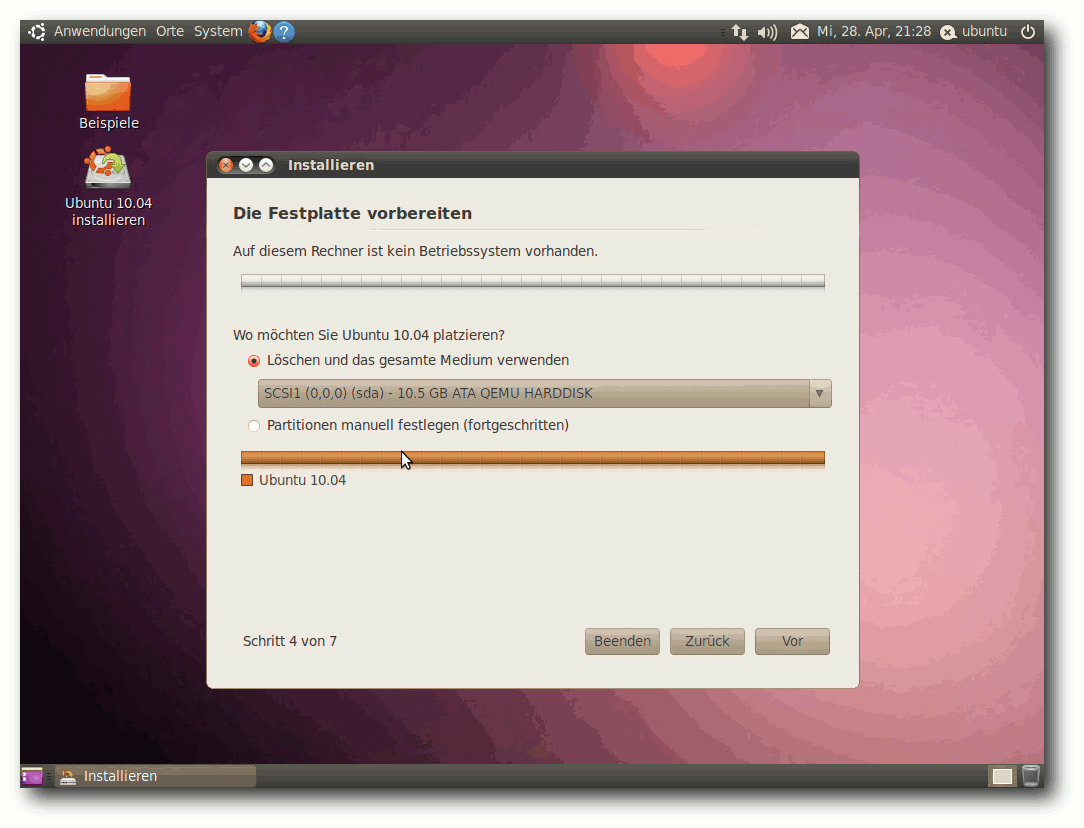 Anwendungen Orte System ? Mi, 28. Apr, 21:28 ubuntu
Beispiele
Ubuntu 10.04
installieren
Installieren
Die Festplatte vorbereiten
Auf diesem Rechner ist kein Betriebssystem vorhanden.
Wo möchten Sie Ubuntu 10.04 platzieren?
Löschen und das gesamte Medium verwenden
SCSI1 (0,0,0) (sda) - 10.5 GB ATA QEMU HARDDISK
Partitionen manuell festlegen (fortgeschritten)
Ubuntu 10.04
Schritt 4 von 7 Beenden Zurück Vor
Installieren